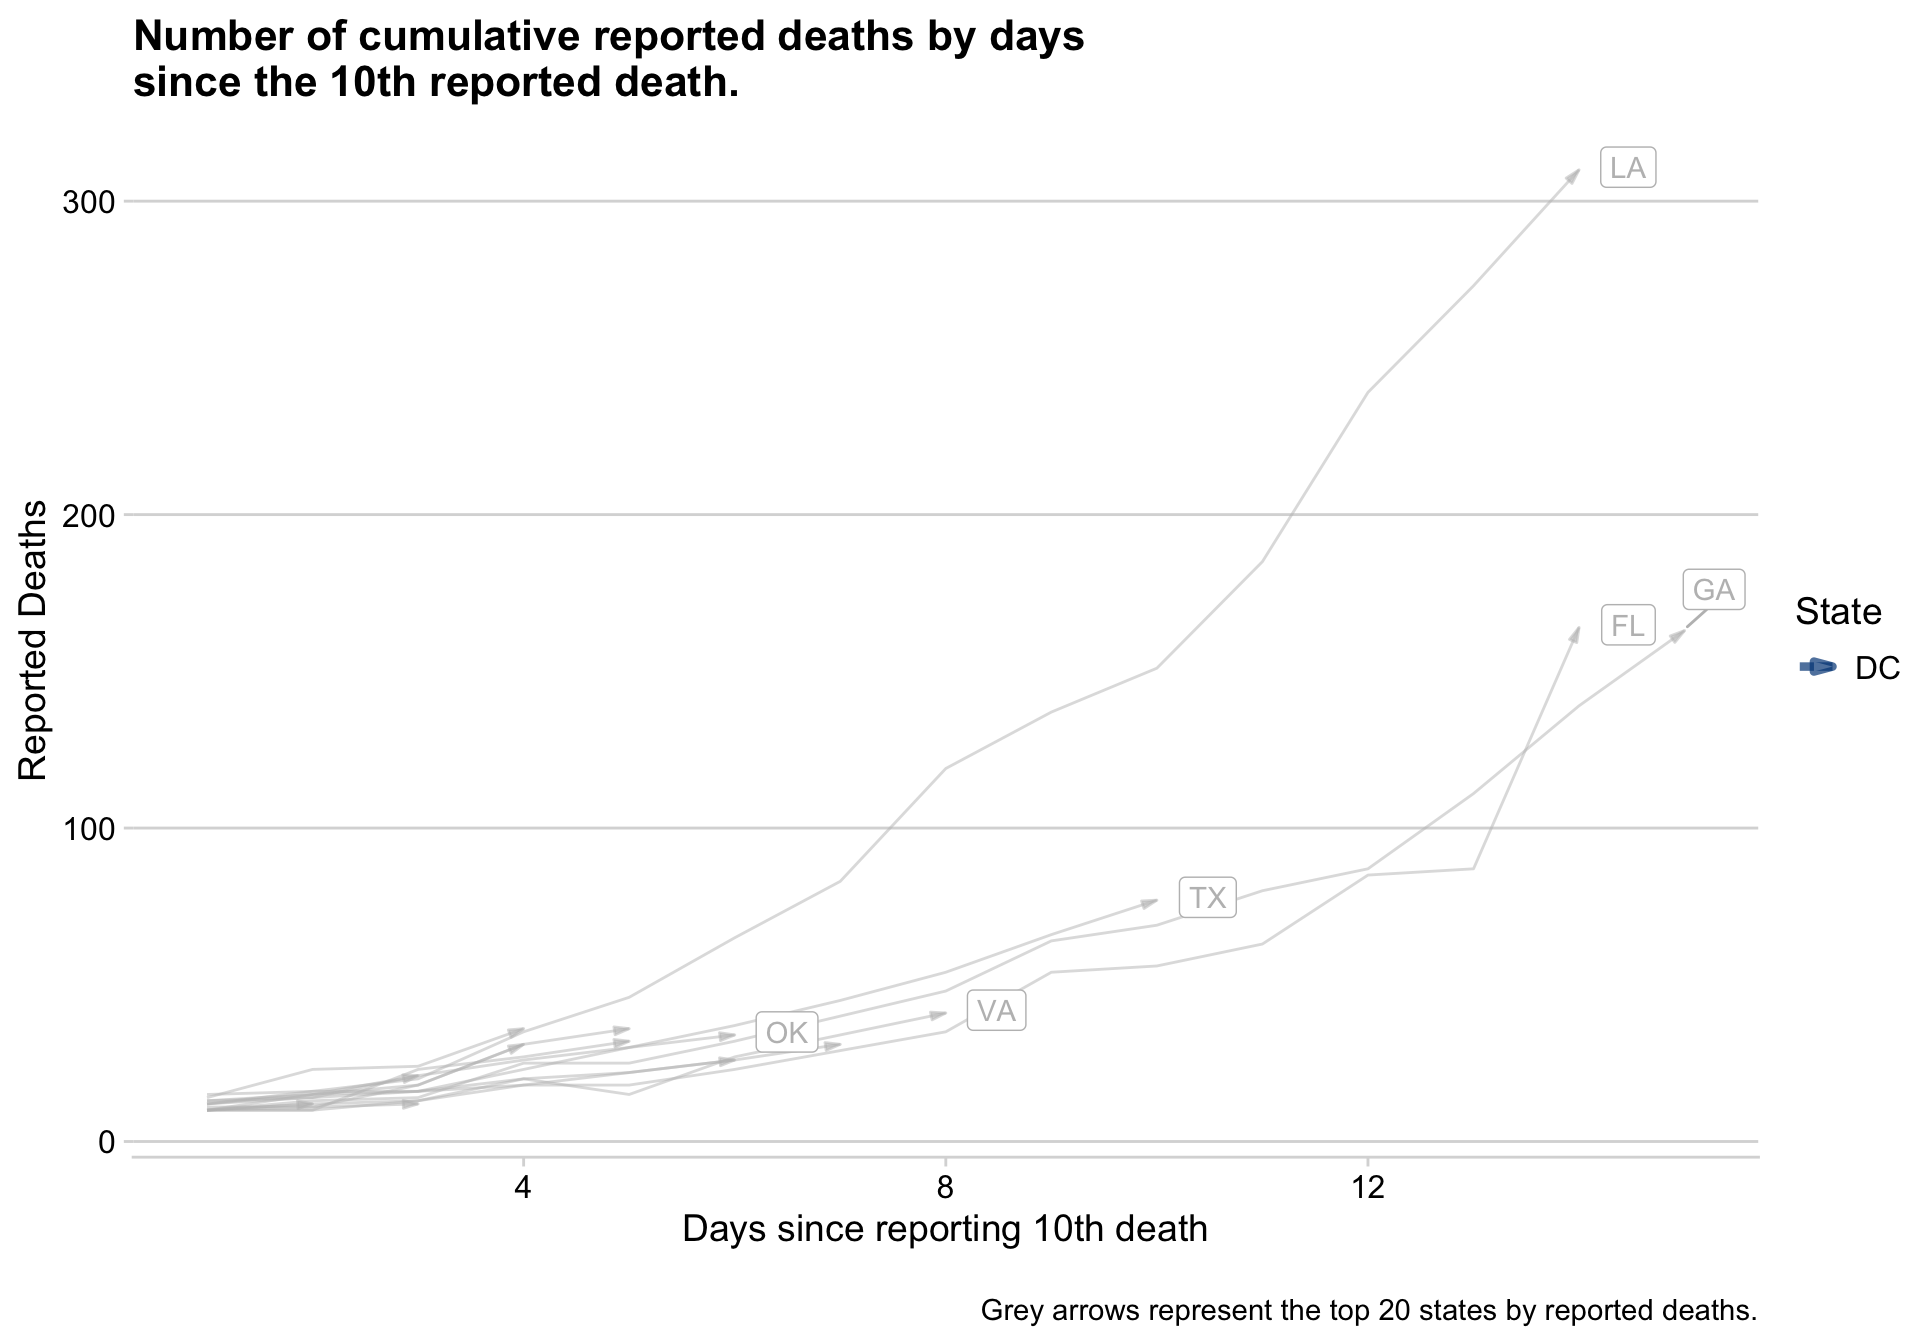 Number of cumulative reported deaths by days
since the 10th reported death.
LA
300
200
GA
FL
State
DC
Reported Deaths
100
TX
VA
OK
0
4
8
12
Days since reporting 10th death
Grey arrows represent the top 20 states by reported deaths.